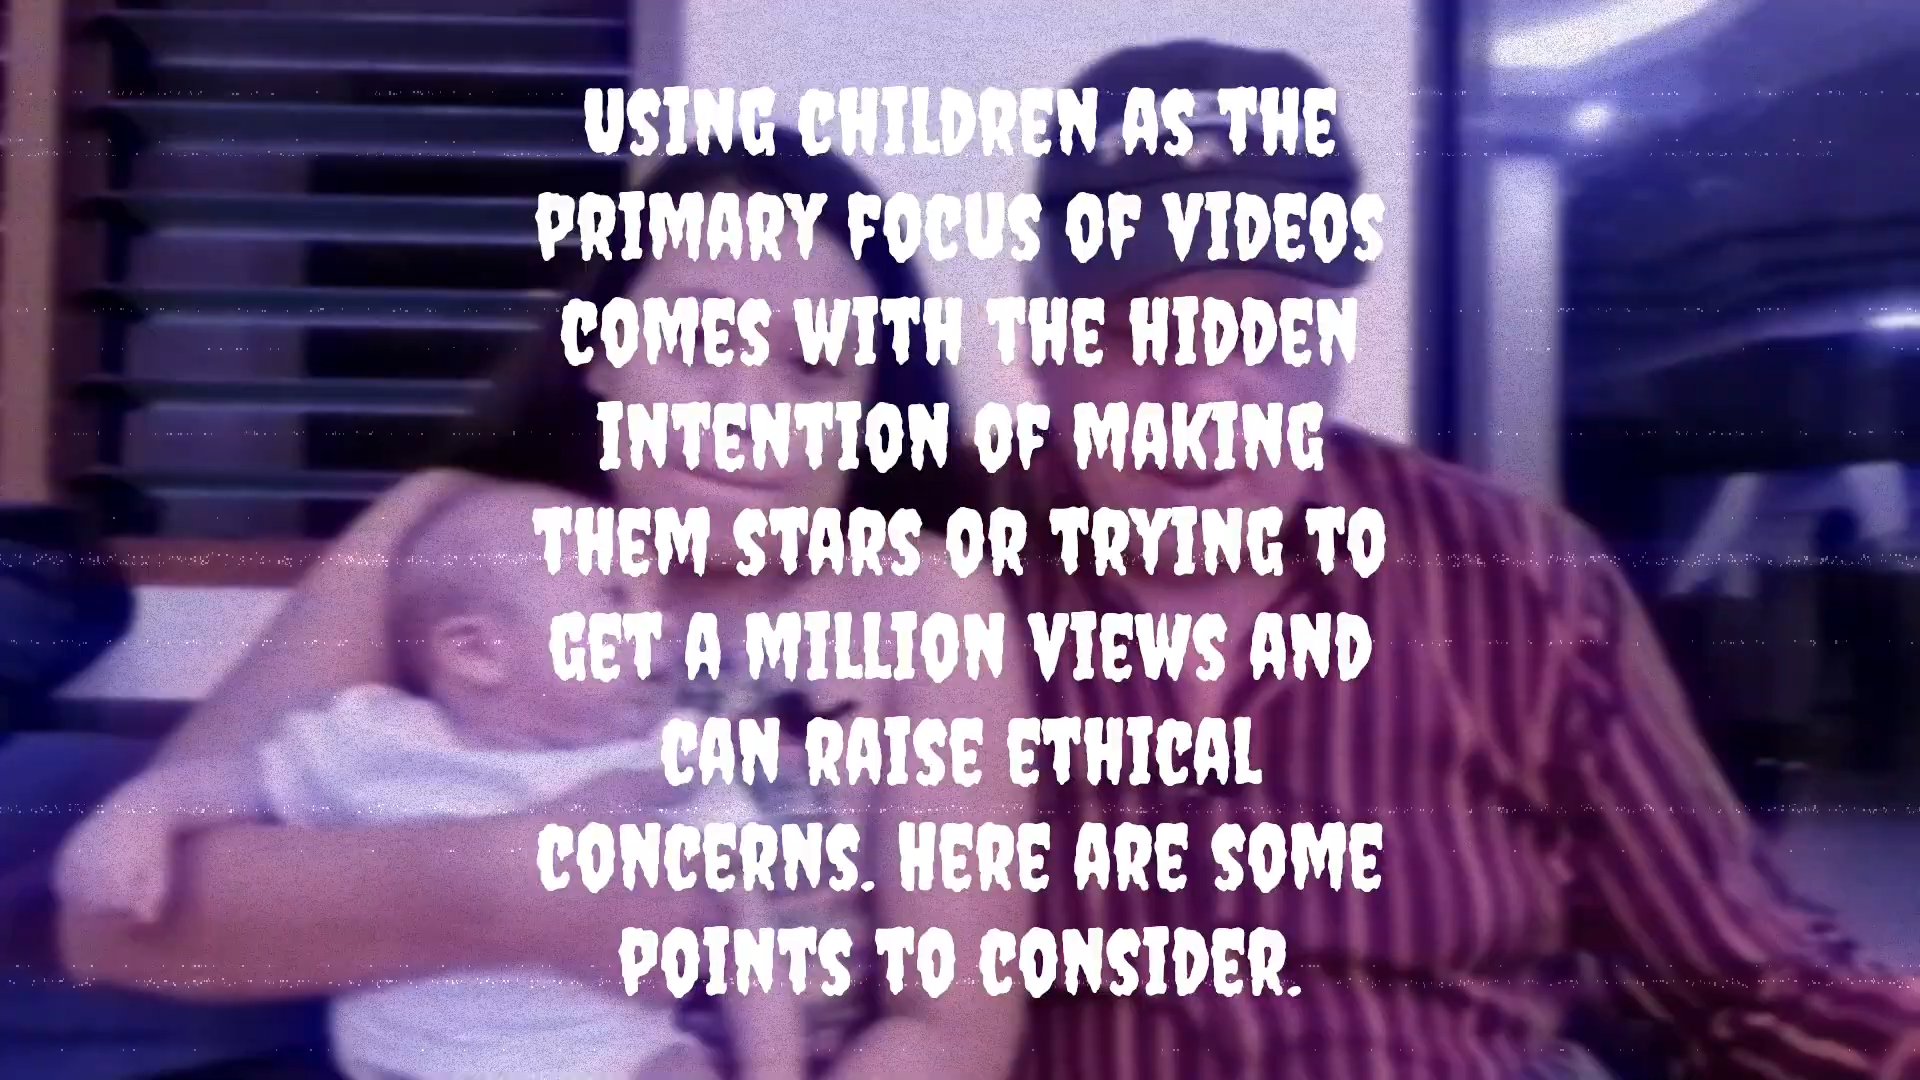 USING CHILDREN AS THE
PRIMARY FOCUS OF VIDEOS
COMES WITH THE HIDDEN
INTENTION OF MAKING
THEM STARS OR TRYING TO
GET A MILLION VIEWS AND
CAN RAISE ETHICAL
CONCERNS. HERE ARE SOME
POINTS TO CONSIDER.